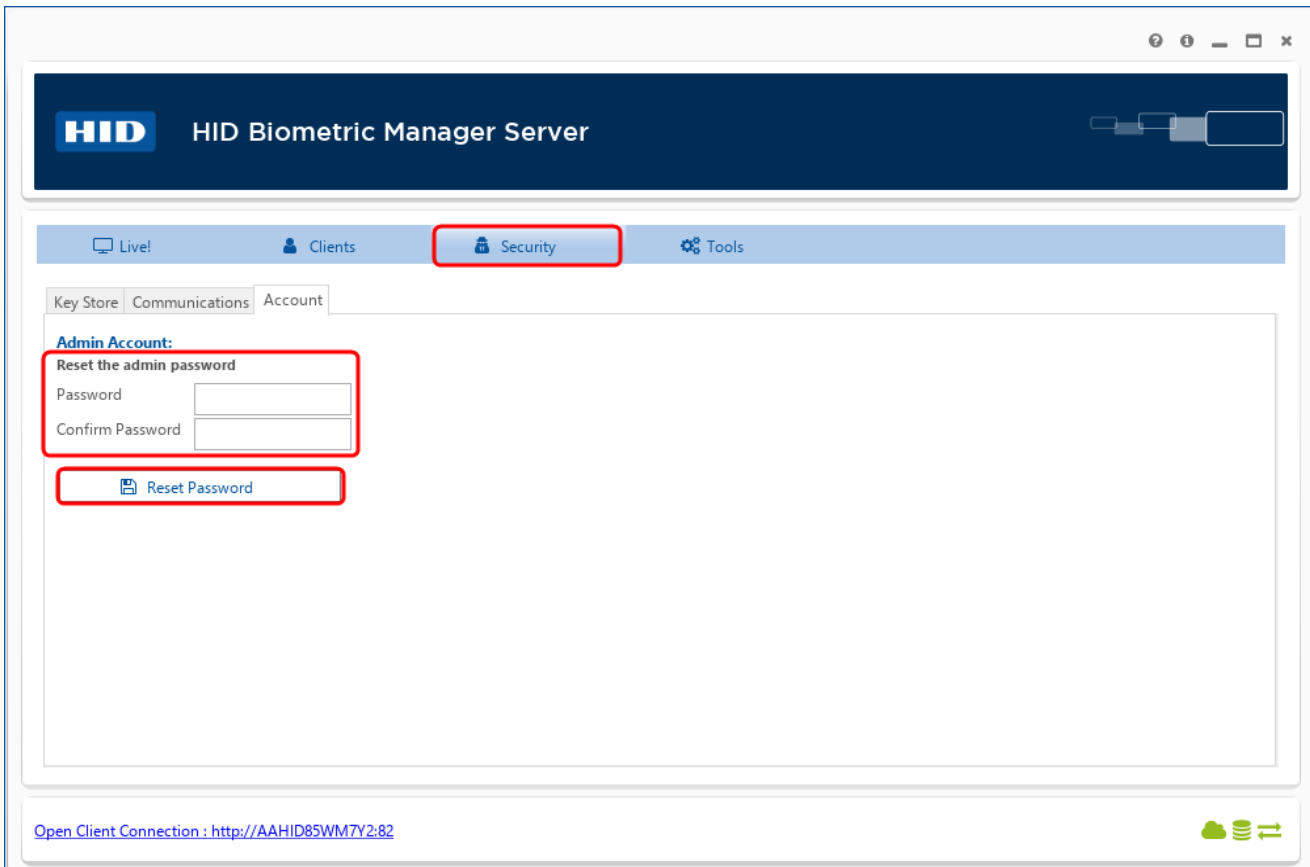 HID HID Biometric Manager Server
Live! Clients Security Tools
Key Store Communications Account
Admin Account:
Reset the admin password
Password
Confirm Password
Reset Password
Open Client Connection : http://AAHID85WM7Y2:82